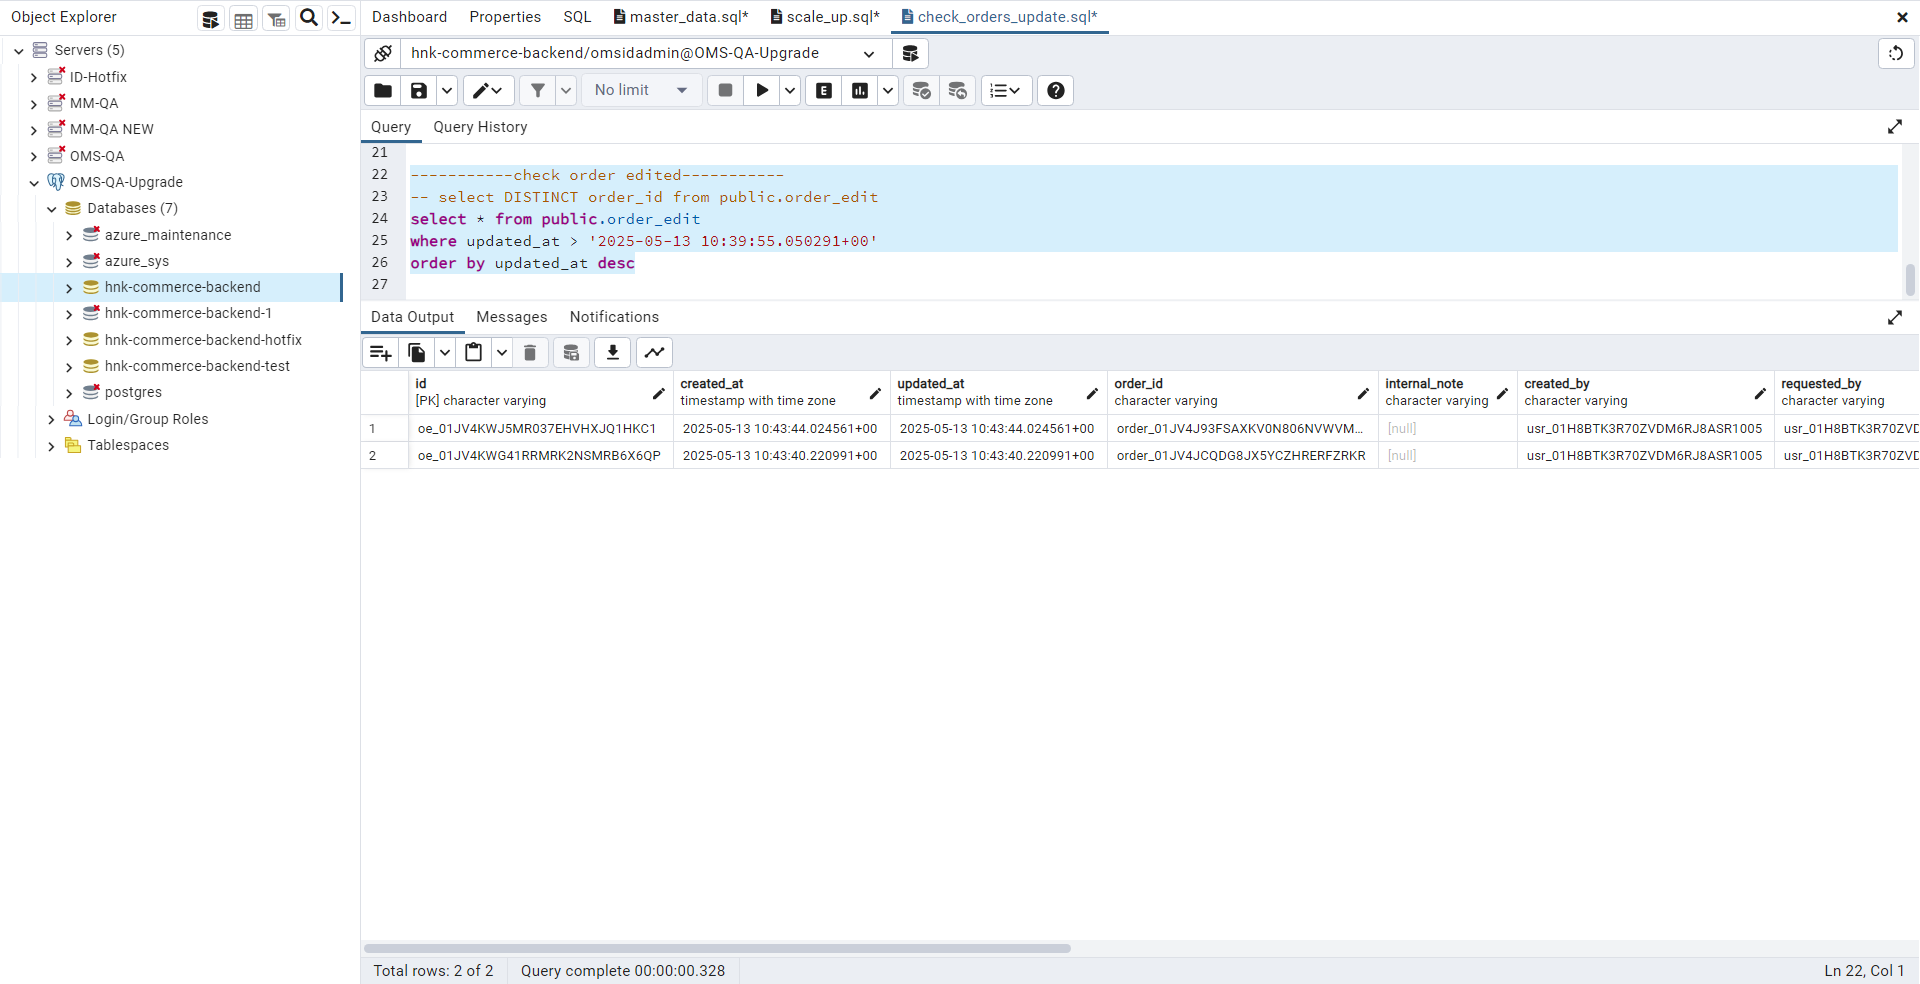 Object Explorer
Dashboard Properties SQL master_data.sql* scale_up.sql* check_orders_update.sql*
Servers (5)
ID-Hotfix
MM-QA
MM-QA NEW
OMS-QA
OMS-QA-Upgrade
Databases (7)
azure_maintenance
azure_sys
hnk-commerce-backend
hnk-commerce-backend-1
hnk-commerce-backend-hotfix
hnk-commerce-backend-test
postgres
Login/Group Roles
Tablespaces
hnk-commerce-backend/omsidadmin@OMS-QA-Upgrade
No limit
E
Query Query History
21
22 -----------check order edited-----------
23 -- select DISTINCT order_id from public.order_edit
24 select * from public.order_edit
25 where updated_at > '2025-05-13 10:39:55.050291+00'
26 order by updated_at desc
27
Data Output Messages Notifications
id created_at updated_at order_id internal_note created_by requested_by
[PK] character varying timestamp with time zone timestamp with time zone character varying character varying character varying character varying
1 oe_01JV4KWJ5MR037EHVHXJQ1HKC1 2025-05-13 10:43:44.024561+00 2025-05-13 10:43:44.024561+00 order_01JV4J93FSAXKV0N806NVWVM... [null] usr_01H8BTK3R70ZVDM6RJ8ASR1005 usr_01H8BTK3R70ZVD
2 oe_01JV4KWG41RRMRK2NSMRB6X6QP 2025-05-13 10:43:40.220991+00 2025-05-13 10:43:40.220991+00 order_01JV4JCQDG8JX5YCZHRERFZRKR [null] usr_01H8BTK3R70ZVDM6RJ8ASR1005 usr_01H8BTK3R70ZVD
Total rows: 2 of 2 Query complete 00:00:00.328 Ln 22, Col 1